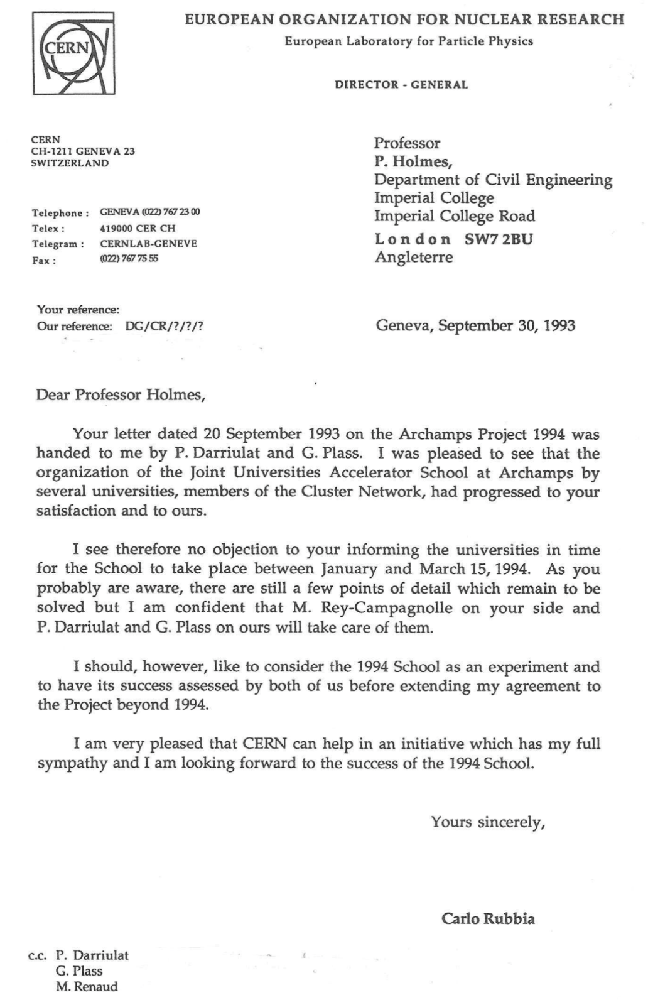 CERN
EUROPEAN ORGANIZATION FOR NUCLEAR RESEARCH
European Laboratory for Particle Physics
DIRECTOR - GENERAL
CERN
CH-1211 GENEVA 23
SWITZERLAND
Telephone : GENEVA (022) 767 23 00
Telex : 419000 CER CH
Telegram : CERNLAB-GENEVE
Fax : (022) 767 75 55
Professor
P. Holmes,
Department of Civil Engineering
Imperial College
Imperial College Road
London SW7 2BU
Angleterre
Your reference:
Our reference: DG/CR/?/?/?
Geneva, September 30, 1993
Dear Professor Holmes,
Your letter dated 20 September 1993 on the Archamps Project 1994 was
handed to me by P. Darriulat and G. Plass. I was pleased to see that the
organization of the Joint Universities Accelerator School at Archamps by
several universities, members of the Cluster Network, had progressed to your
satisfaction and to ours.
I see therefore no objection to your informing the universities in time
for the School to take place between January and March 15, 1994. As you
probably are aware, there are still a few points of detail which remain to be
solved but I am confident that M. Rey-Campagnolle on your side and
P. Darriulat and G. Plass on ours will take care of them.
I should, however, like to consider the 1994 School as an experiment and
to have its success assessed by both of us before extending my agreement to
the Project beyond 1994.
I am very pleased that CERN can help in an initiative which has my full
sympathy and I am looking forward to the success of the 1994 School.
Yours sincerely,
Carlo Rubbia
c.c. P. Darriulat
G. Plass
M. Renaud